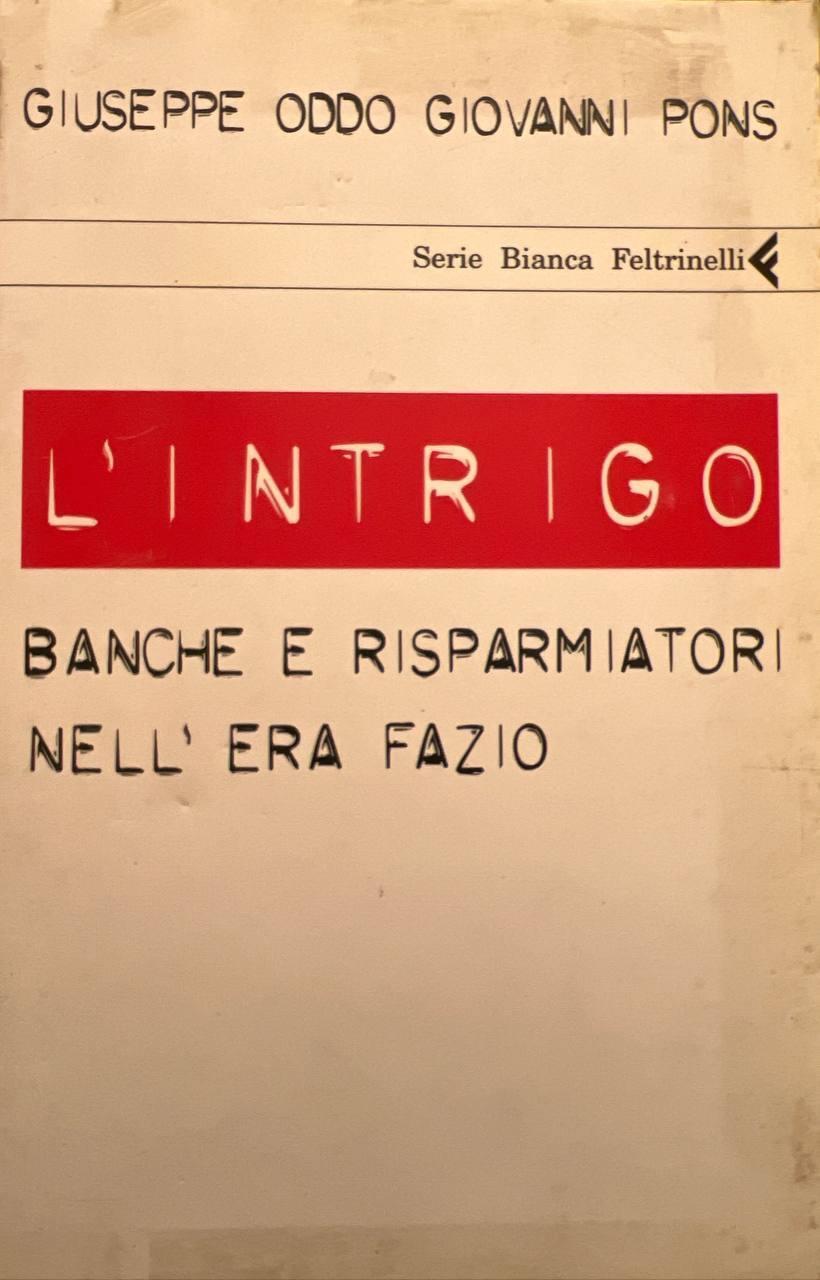 GIUSEPPE ODDO GIOVANNI PONS
Serie Bianca Feltrinelli
L'INTRIGO
BANCHE E RISPARMIATORI
NELL' ERA FAZIO